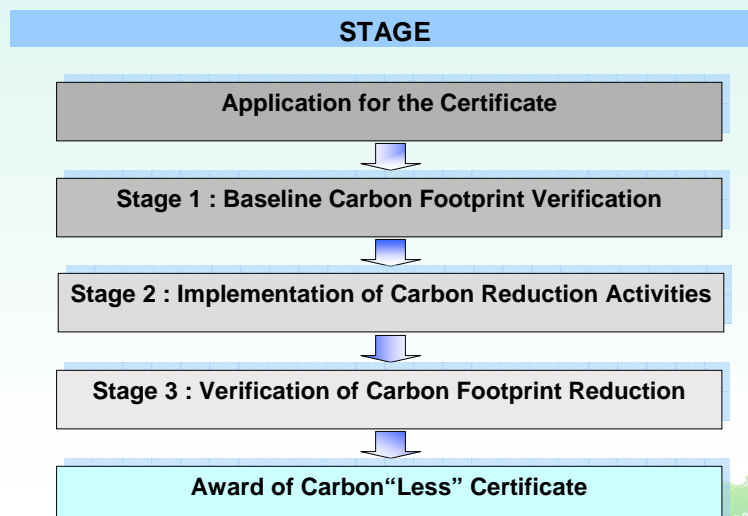 STAGE
Application for the Certificate
Stage 1 : Baseline Carbon Footprint Verification
Stage 2 : Implementation of Carbon Reduction Activities
Stage 3 : Verification of Carbon Footprint Reduction
Award of Carbon“Less” Certificate